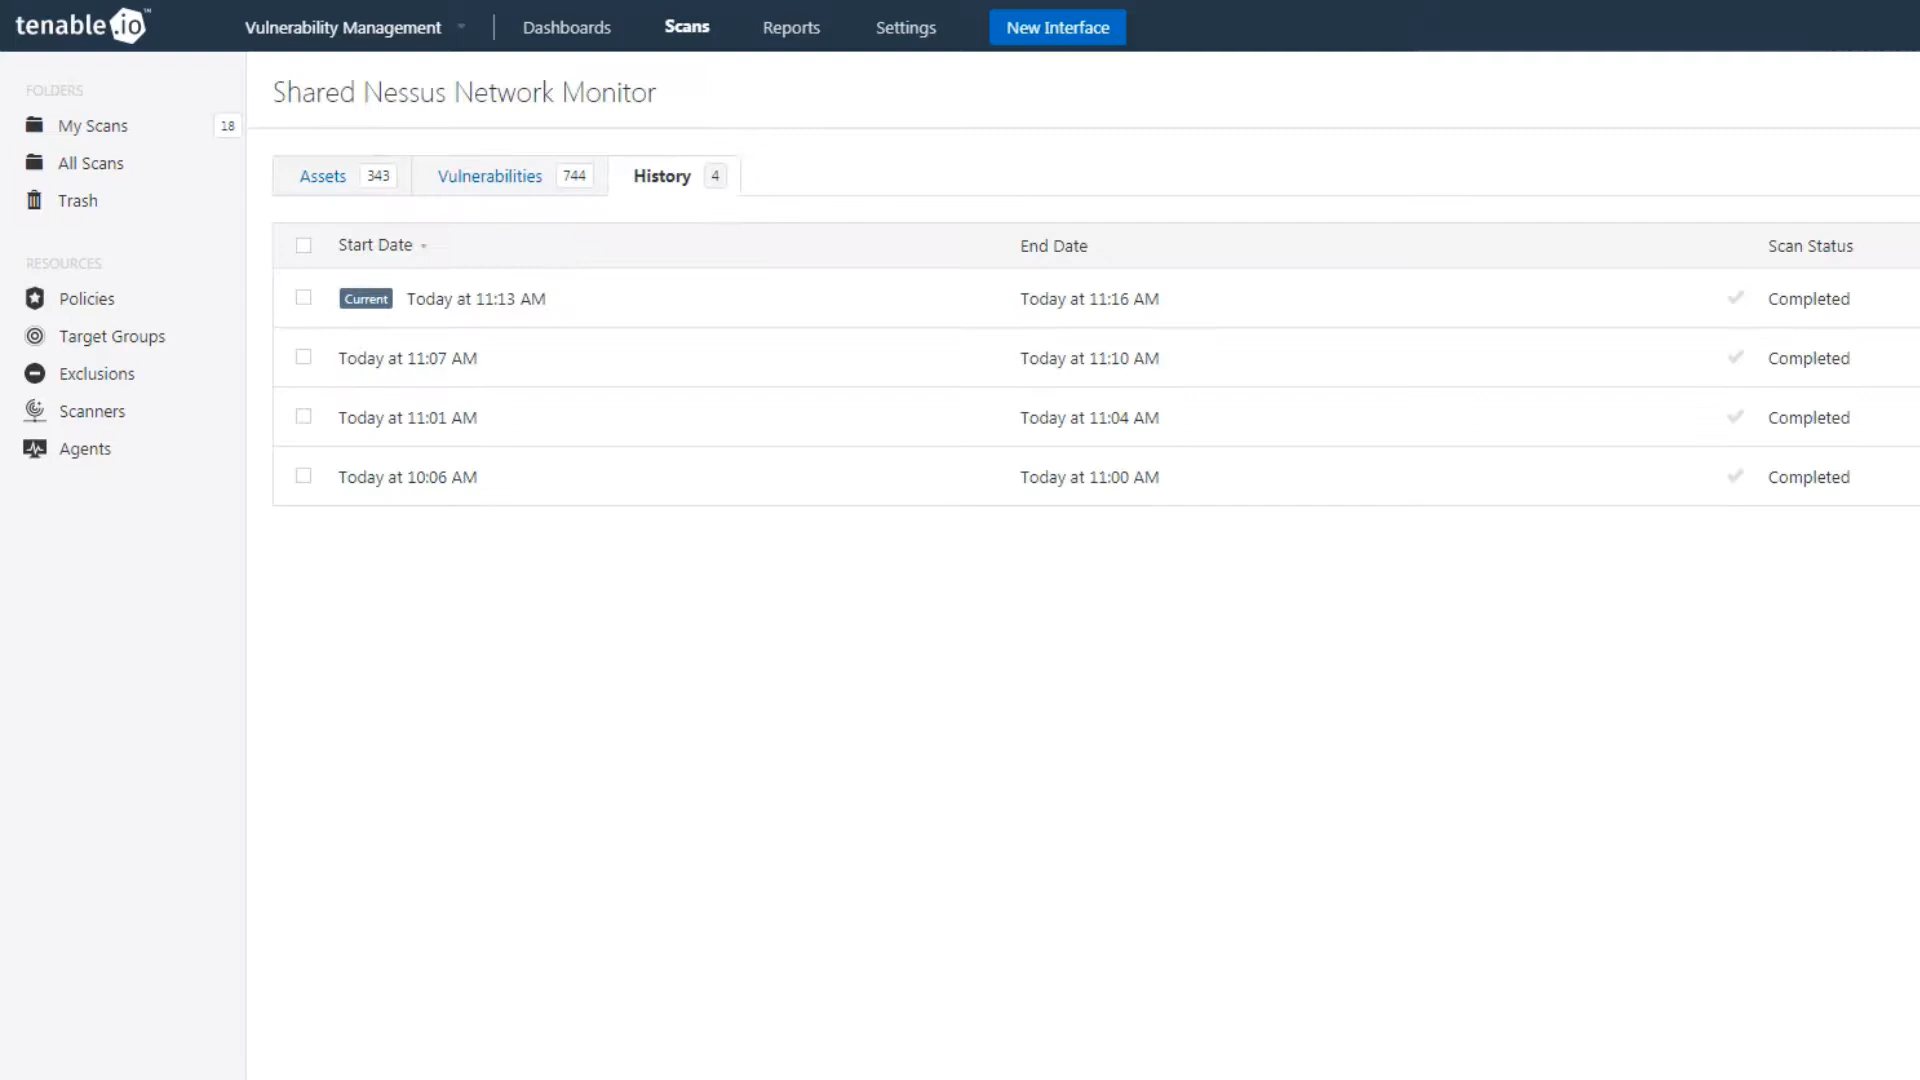 tenable.io™
Vulnerability Management
Dashboards
Scans
Reports
Settings
New Interface
FOLDERS
My Scans 18
All Scans
Trash
RESOURCES
Policies
Target Groups
Exclusions
Scanners
Agents
Shared Nessus Network Monitor
Assets 343 Vulnerabilities 744 History 4
Start Date End Date Scan Status
Current Today at 11:13 AM Today at 11:16 AM Completed
Today at 11:07 AM Today at 11:10 AM Completed
Today at 11:01 AM Today at 11:04 AM Completed
Today at 10:06 AM Today at 11:00 AM Completed